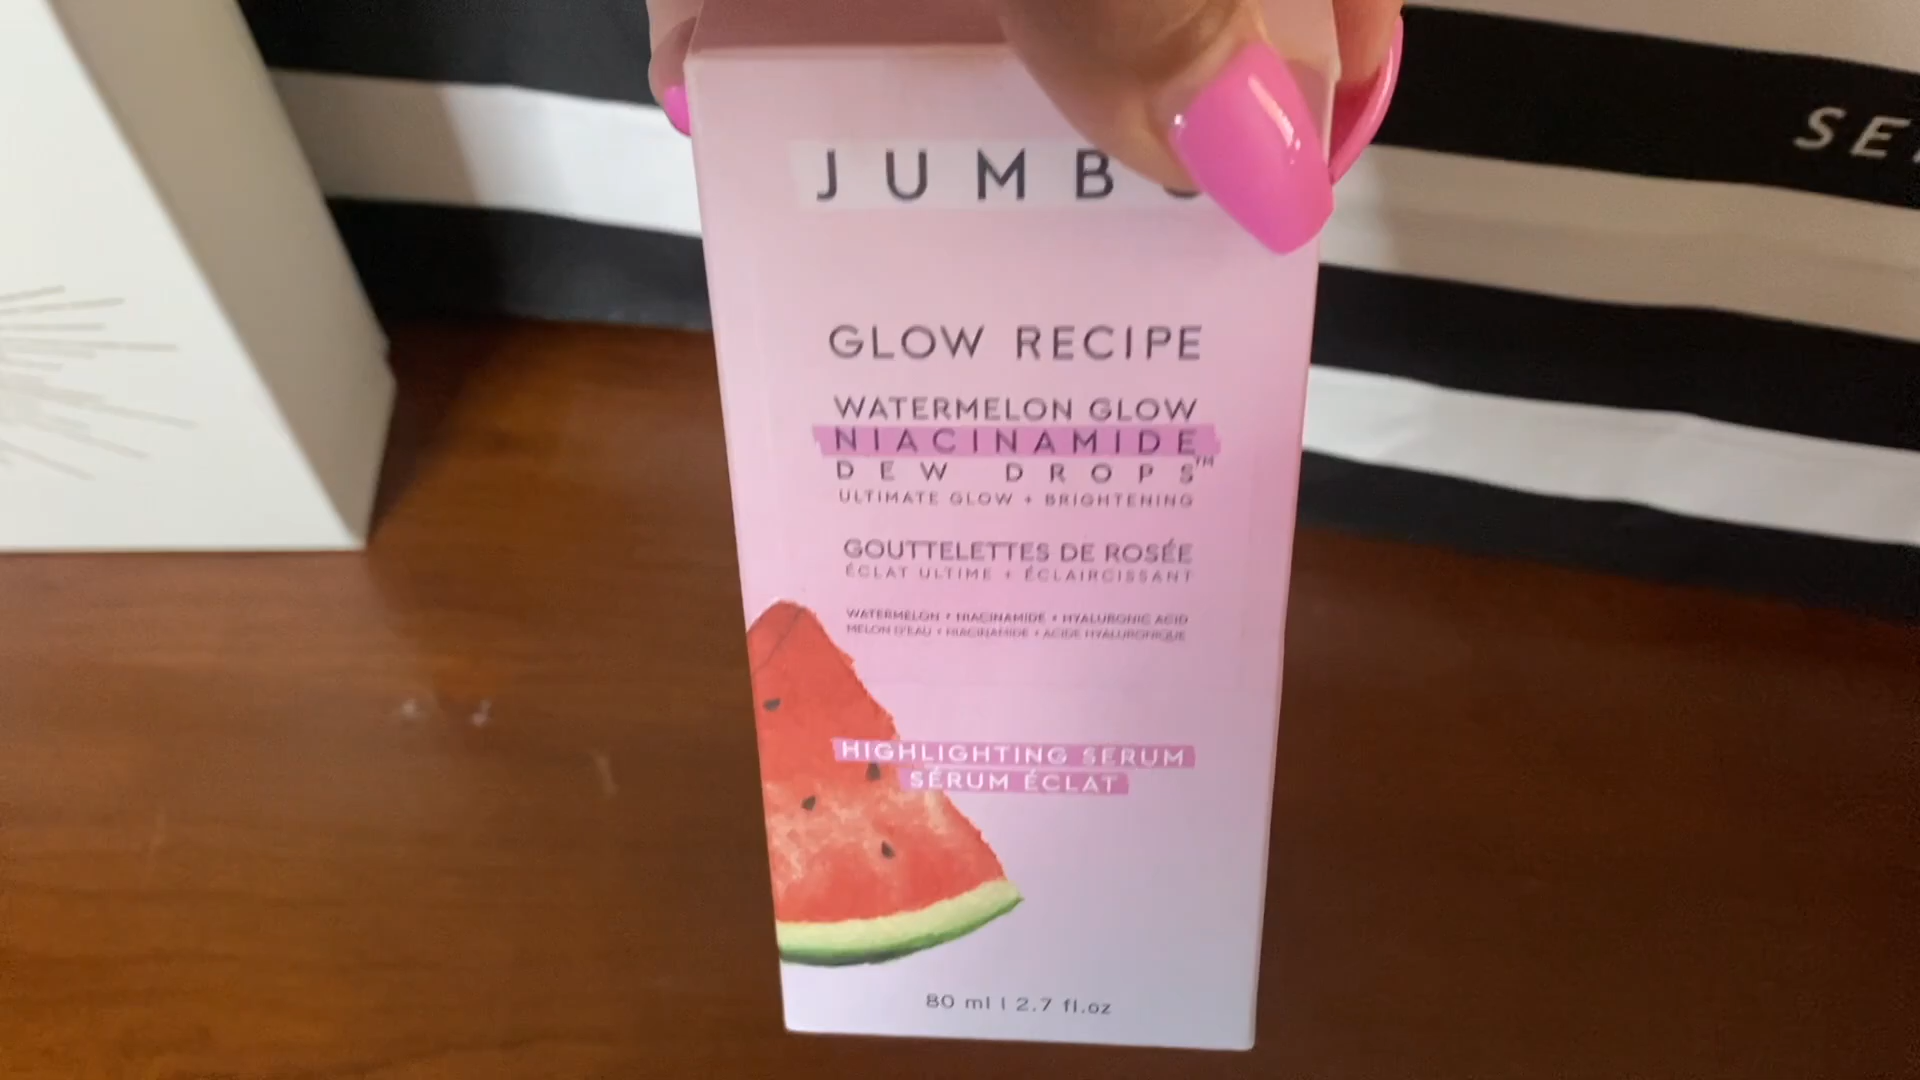 JUMBO
SE
GLOW RECIPE
WATERMELON GLOW
NIACINAMIDE
DEW DROPS™
ULTIMATE GLOW + BRIGHTENING
GOUTTELETTES DE ROSÉE
ÉCLAT ULTIME + ÉCLAIRCISSANT
WATERMELON + NIACINAMIDE + HYALURONIC ACID
MELON D'EAU + NIACINAMIDE + ACIDE HYALURONIQUE
HIGHLIGHTING SERUM
SÉRUM ÉCLAT
80 ml | 2.7 fl.oz